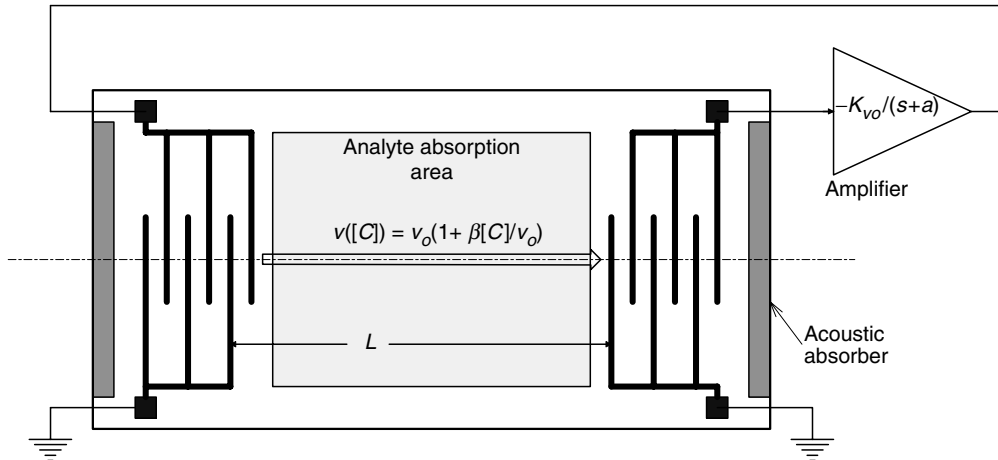 Analyte absorption
area
v([C]) = v_o(1+ β[C]/v_o)
L
−K_vo/(s+a)
Amplifier
Acoustic
absorber